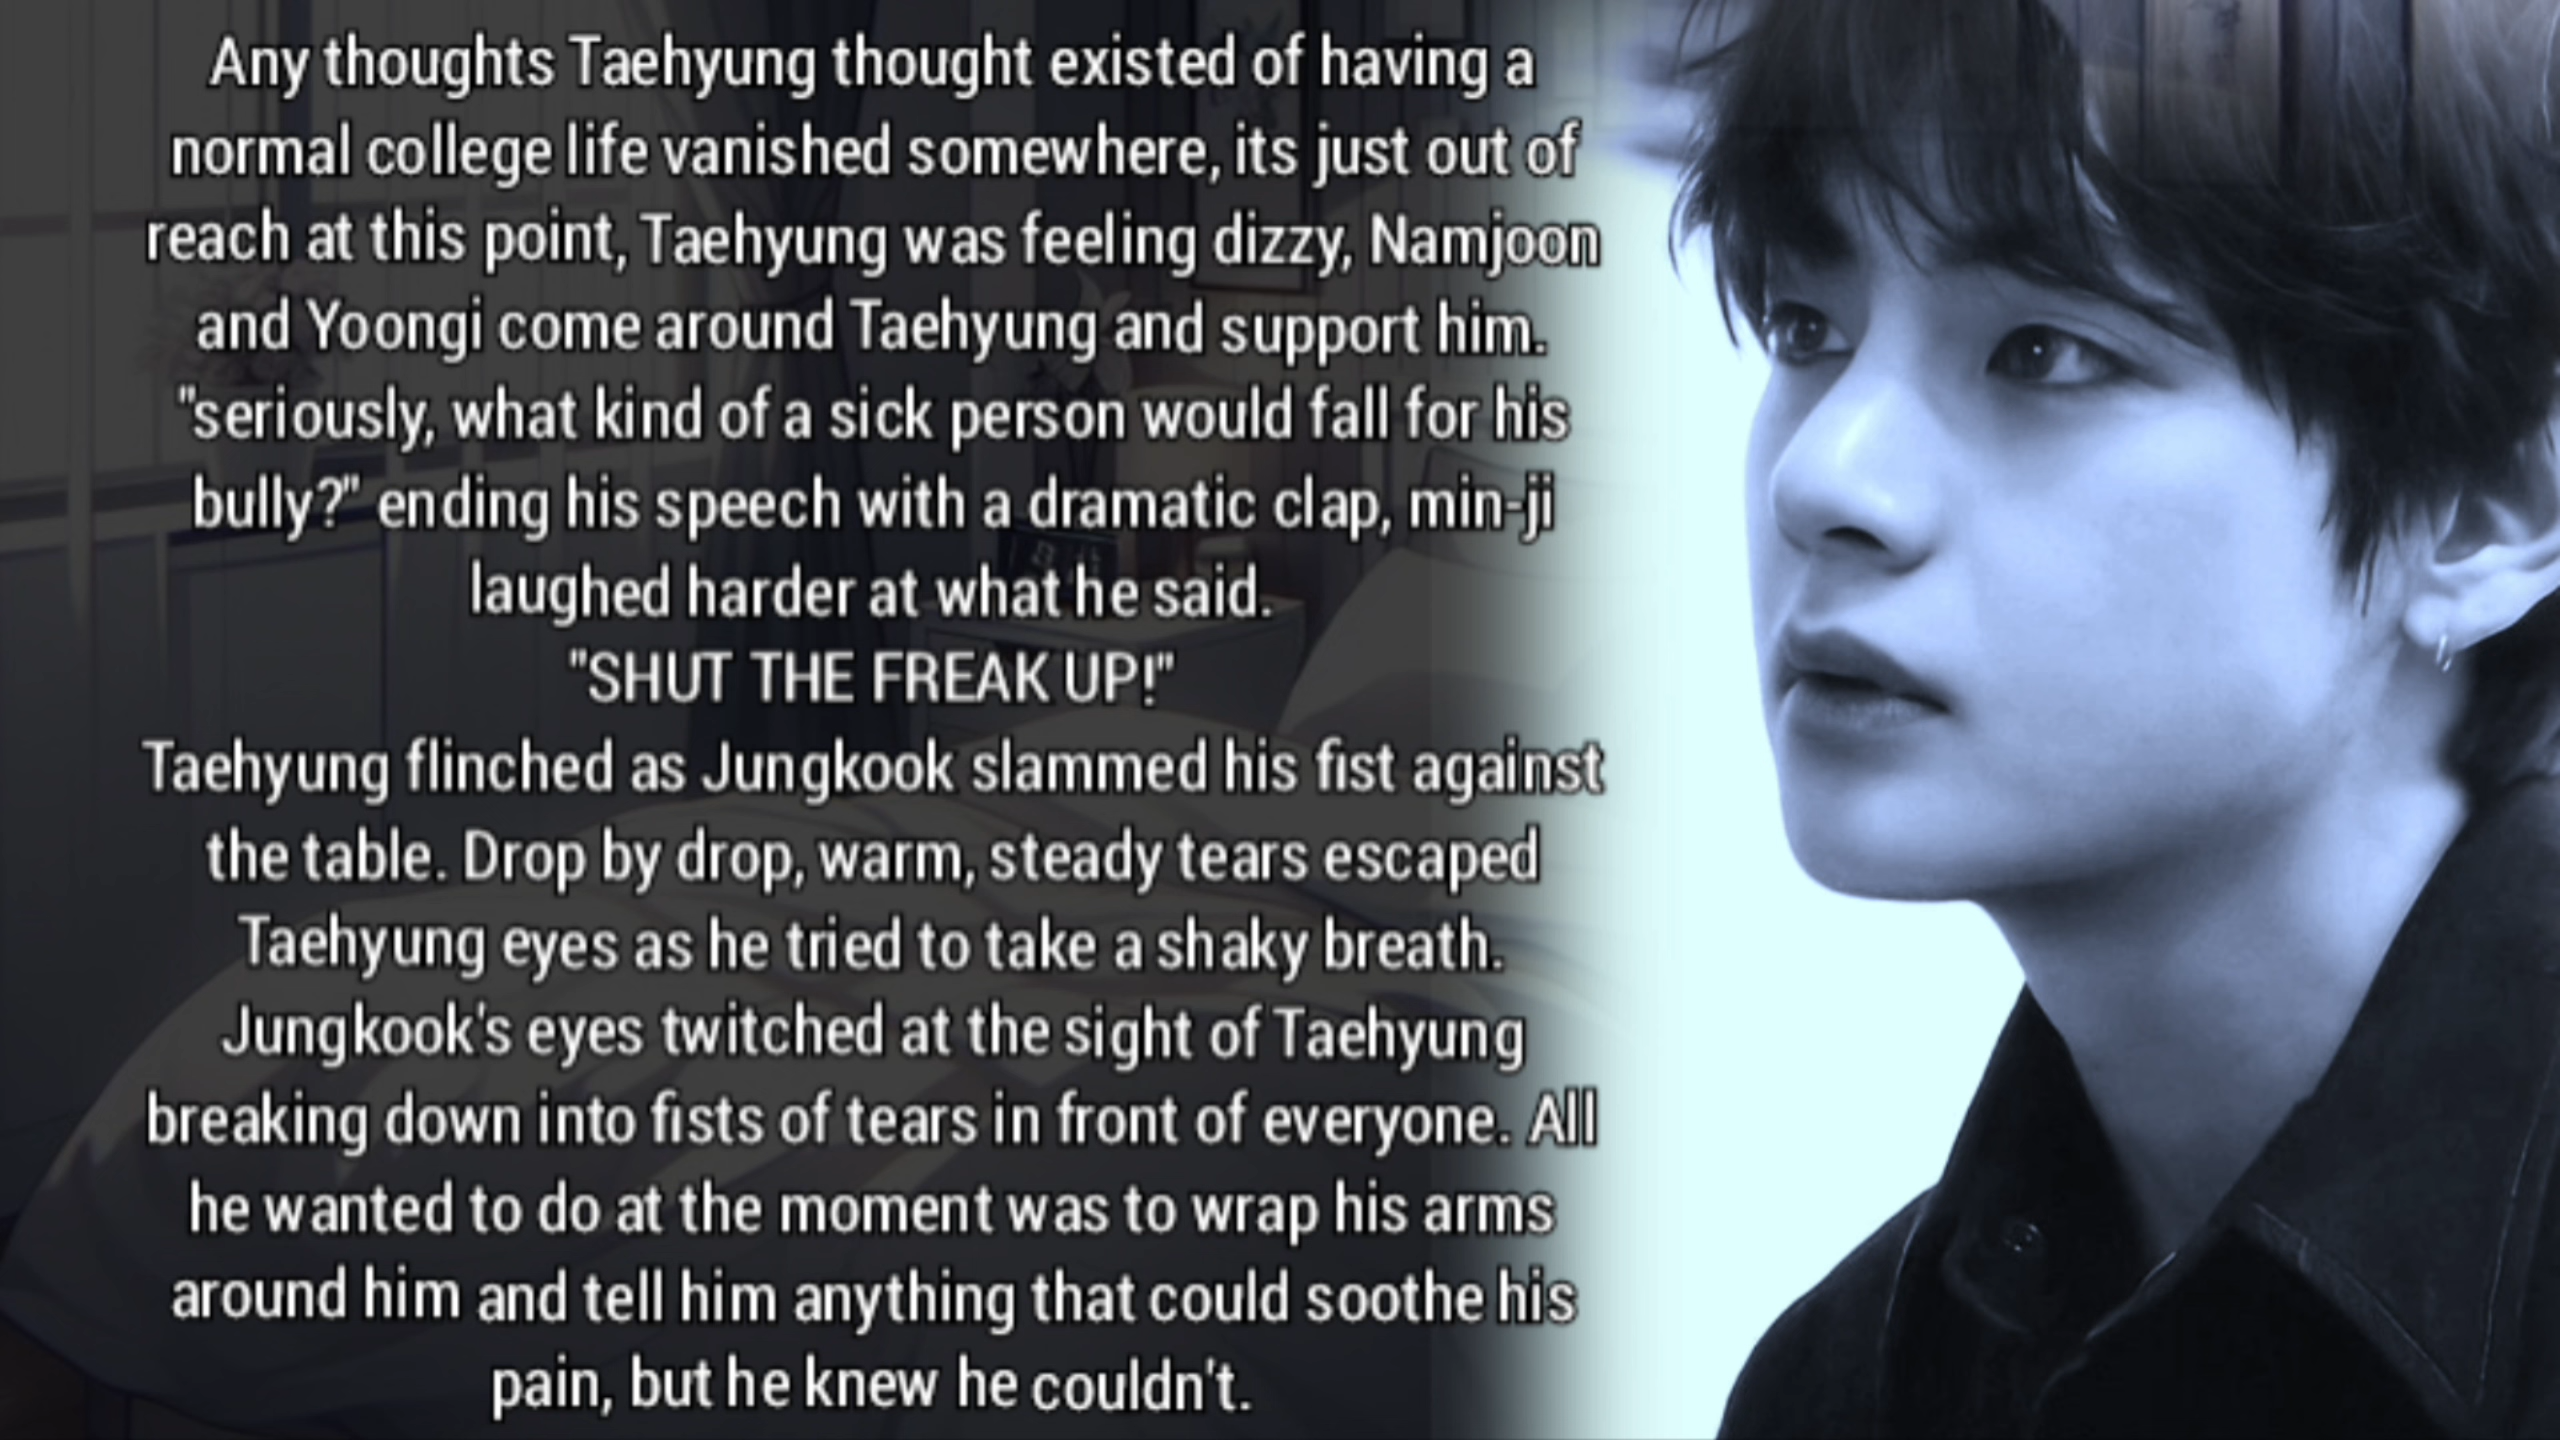 Any thoughts Taehyung thought existed of having a
normal college life vanished somewhere, its just out of
reach at this point, Taehyung was feeling dizzy, Namjoon
and Yoongi come around Taehyung and support him.
"seriously, what kind of a sick person would fall for his
bully?" ending his speech with a dramatic clap, min-ji
laughed harder at what he said.
"SHUT THE FREAK UP!"
Taehyung flinched as Jungkook slammed his fist against
the table. Drop by drop, warm, steady tears escaped
Taehyung eyes as he tried to take a shaky breath.
Jungkook's eyes twitched at the sight of Taehyung
breaking down into fists of tears in front of everyone. All
he wanted to do at the moment was to wrap his arms
around him and tell him anything that could soothe his
pain, but he knew he couldn't.